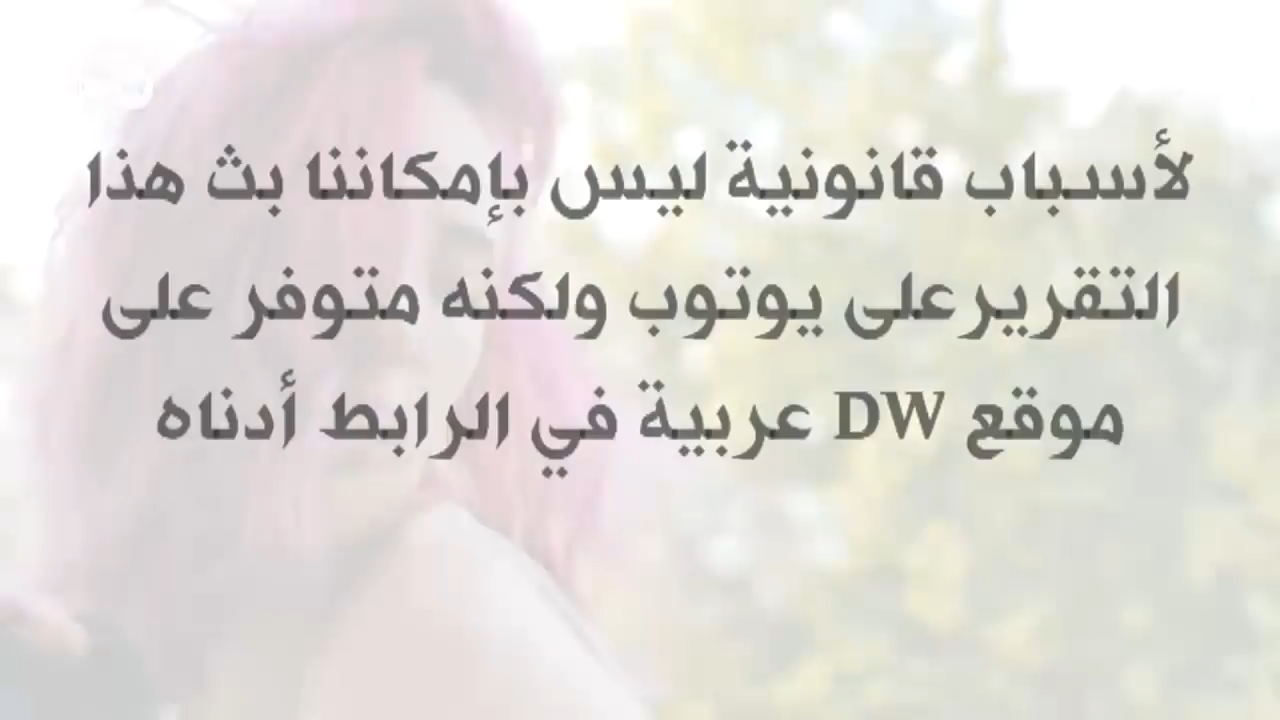 لأسباب قانونية ليس بإمكاننا بث هذا
التقريرعلى يوتوب ولكنه متوفر على
موقع DW عربية في الرابط أدناه